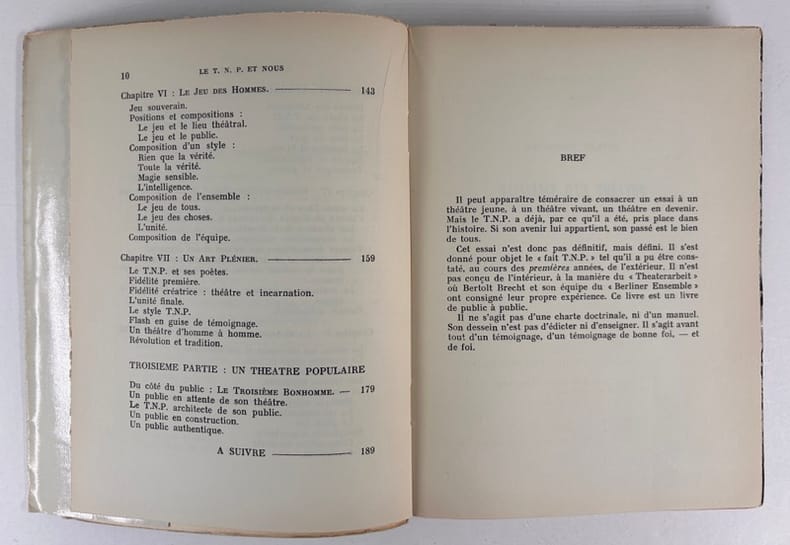 10
LE T. N. P. ET NOUS
Chapitre VI : LE JEU DES HOMMES. 143
Jeu souverain.
Positions et compositions :
Le jeu et le lieu théâtral.
Le jeu et le public.
Composition d'un style :
Rien que la vérité.
Toute la vérité.
Magie sensible.
L'intelligence.
Composition de l'ensemble :
Le jeu de tous.
Le jeu des choses.
L'unité.
Composition de l'équipe.
Chapitre VII : UN ART PLÉNIER. 159
Le T.N.P. et ses poètes.
Fidélité première.
Fidélité créatrice : théâtre et incarnation.
L'unité finale.
Le style T.N.P.
Flash en guise de témoignage.
Un théâtre d'homme à homme.
Révolution et tradition.
TROISIEME PARTIE : UN THEATRE POPULAIRE
Du côté du public : LE TROISIÈME BONHOMME. — 179
Un public en attente de son théâtre.
Le T.N.P. architecte de son public.
Un public en construction.
Un public authentique.
A SUIVRE 189
BREF
Il peut apparaître téméraire de consacrer un essai à un
théâtre jeune, à un théâtre vivant, un théâtre en devenir.
Mais le T.N.P. a déjà, par ce qu'il a été, pris place dans
l'histoire. Si son avenir lui appartient, son passé est le bien
de tous.
Cet essai n'est donc pas définitif, mais défini. Il s'est
donné pour objet le « fait T.N.P. » tel qu'il a pu être cons-
taté, au cours des premières années, de l'extérieur. Il n'est
pas conçu de l'intérieur, à la manière du « Theaterarbeit »
où Bertolt Brecht et son équipe du « Berliner Ensemble »
ont consigné leur propre expérience. Ce livre est un livre
de public à public.
Il ne s'agit pas d'une charte doctrinale, ni d'un manuel.
Son dessein n'est pas d'édicter ni d'enseigner. Il s'agit avant
tout d'un témoignage, d'un témoignage de bonne foi, — et
de foi.